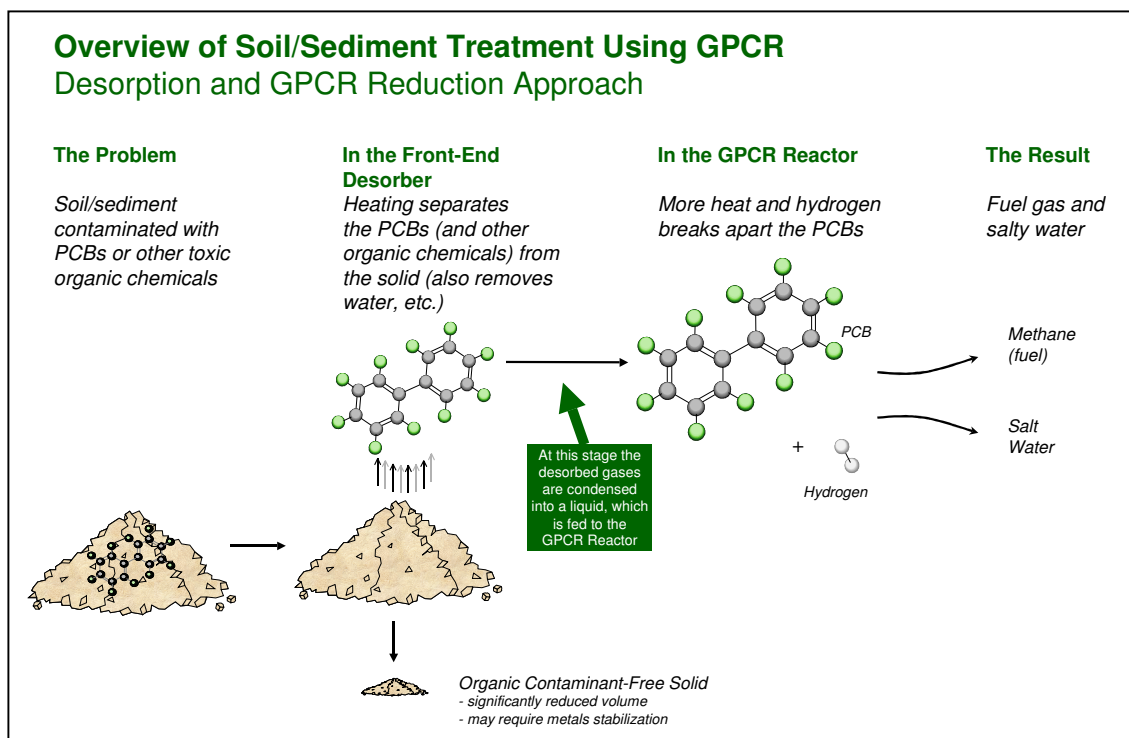 Overview of Soil/Sediment Treatment Using GPCR
Desorption and GPCR Reduction Approach
The Problem
Soil/sediment
contaminated with
PCBs or other toxic
organic chemicals
In the Front-End
Desorber
Heating separates
the PCBs (and other
organic chemicals) from
the solid (also removes
water, etc.)
In the GPCR Reactor
More heat and hydrogen
breaks apart the PCBs
The Result
Fuel gas and
salty water
PCB
Methane
(fuel)
Salt
Water
+
Hydrogen
At this stage the
desorbed gases
are condensed
into a liquid, which
is fed to the
GPCR Reactor
Organic Contaminant-Free Solid
- significantly reduced volume
- may require metals stabilization